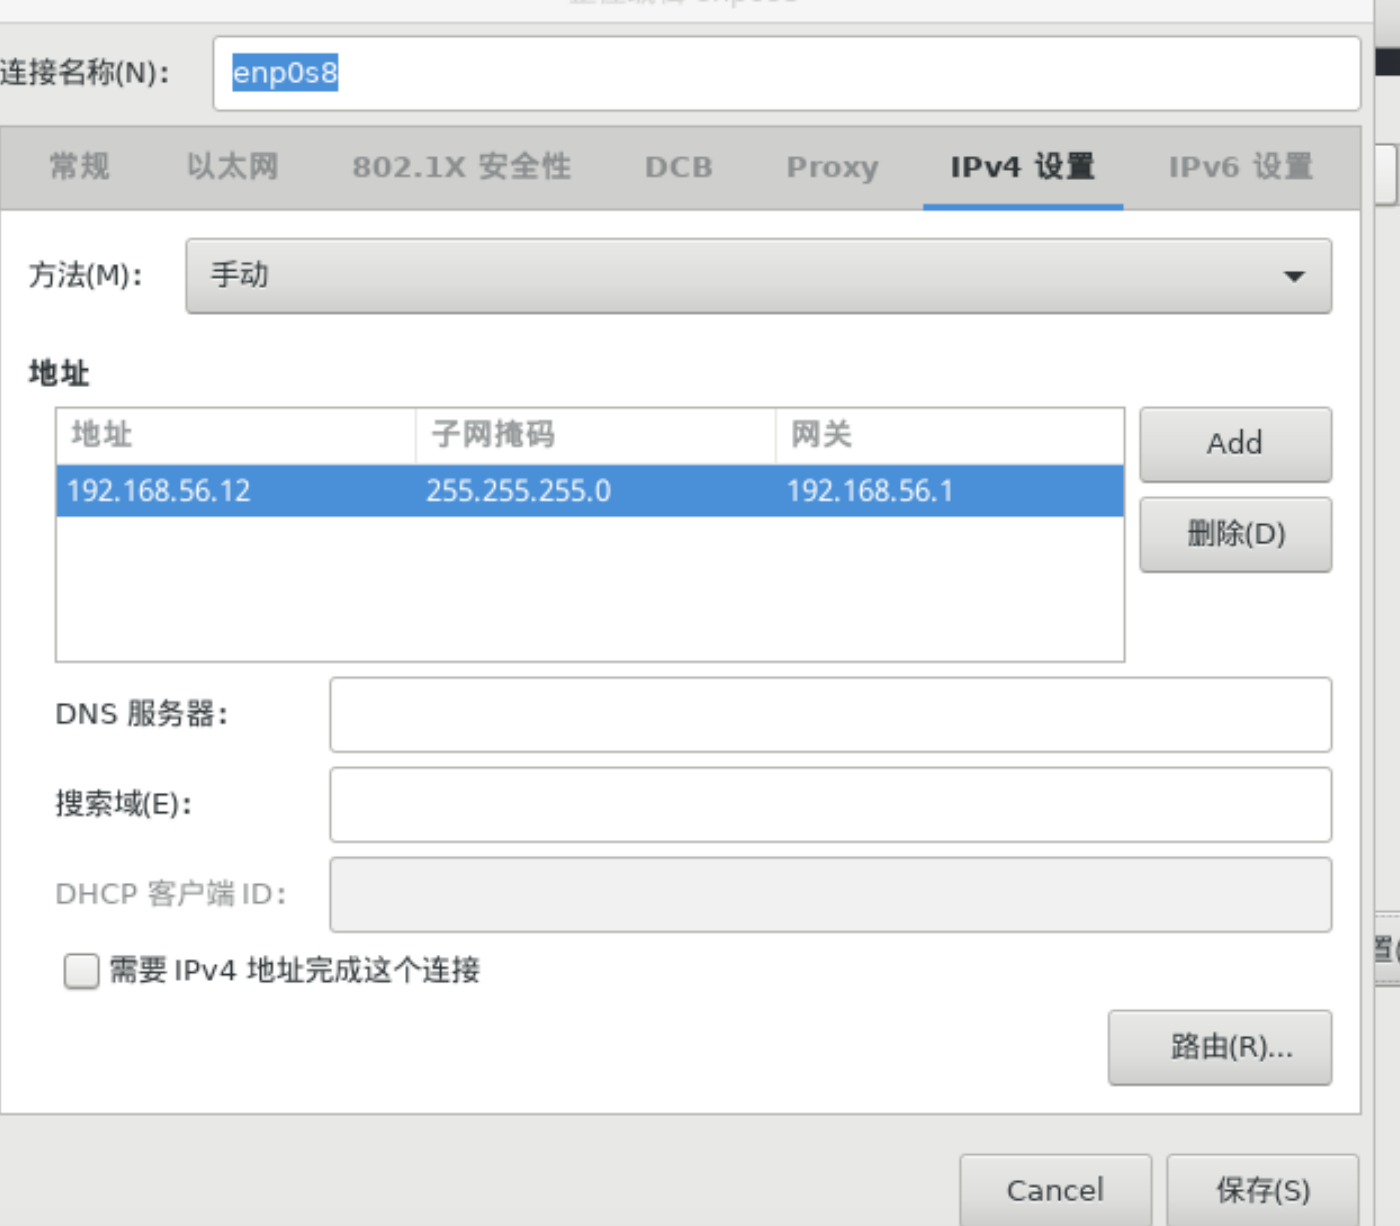 连接名称(N)： enp0s8
常规 以太网 802.1X 安全性 DCB Proxy IPv4 设置 IPv6 设置
方法(M)： 手动
地址
地址 子网掩码 网关
192.168.56.12 255.255.255.0 192.168.56.1
Add
删除(D)
DNS 服务器：
搜索域(E)：
DHCP 客户端 ID：
需要 IPv4 地址完成这个连接
路由(R)...
Cancel 保存(S)